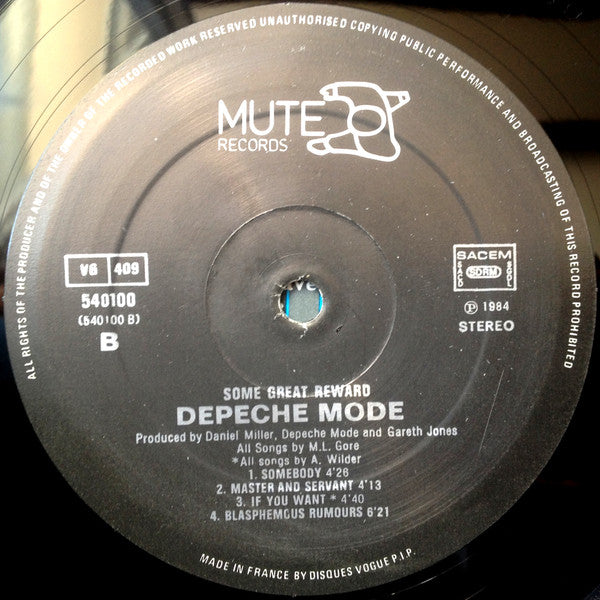 ALL RIGHTS OF THE PRODUCER AND OF THE OWNER OF THE RECORDED WORK RESERVED UNAUTHORISED COPYING PUBLIC PERFORMANCE AND BROADCASTING OF THIS RECORD PROHIBITED
MUTE
RECORDS
VG 409
540100
(540100 B)
B
SACEM
SACD SDRM SGDL
Ⓟ 1984
STEREO
SOME GREAT REWARD
DEPECHE MODE
Produced by Daniel Miller, Depeche Mode and Gareth Jones
All Songs by M.L. Gore
*All songs by A. Wilder
1. SOMEBODY 4'26
2. MASTER AND SERVANT 4'13
3. IF YOU WANT * 4'40
4. BLASPHEMOUS RUMOURS 6'21
MADE IN FRANCE BY DISQUES VOGUE P.I.P.